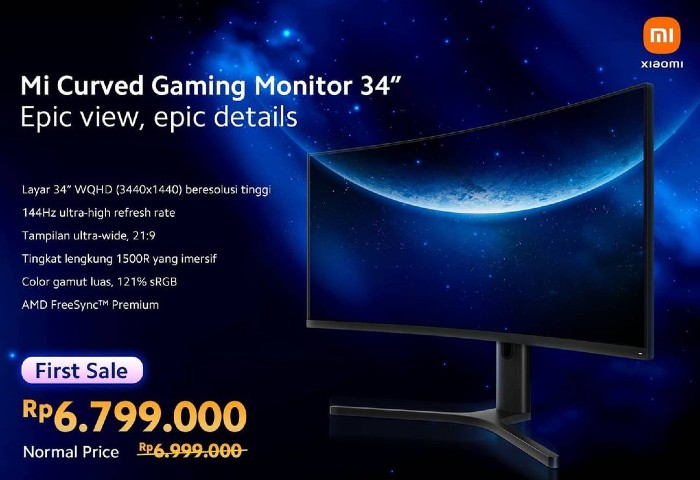 mi
xiaomi
Mi Curved Gaming Monitor 34”
Epic view, epic details
Layar 34” WQHD (3440x1440) beresolusi tinggi
144Hz ultra-high refresh rate
Tampilan ultra-wide, 21:9
Tingkat lengkung 1500R yang imersif
Color gamut luas, 121% sRGB
AMD FreeSync™ Premium
First Sale
Rp6.799.000
Normal Price Rp6.999.000